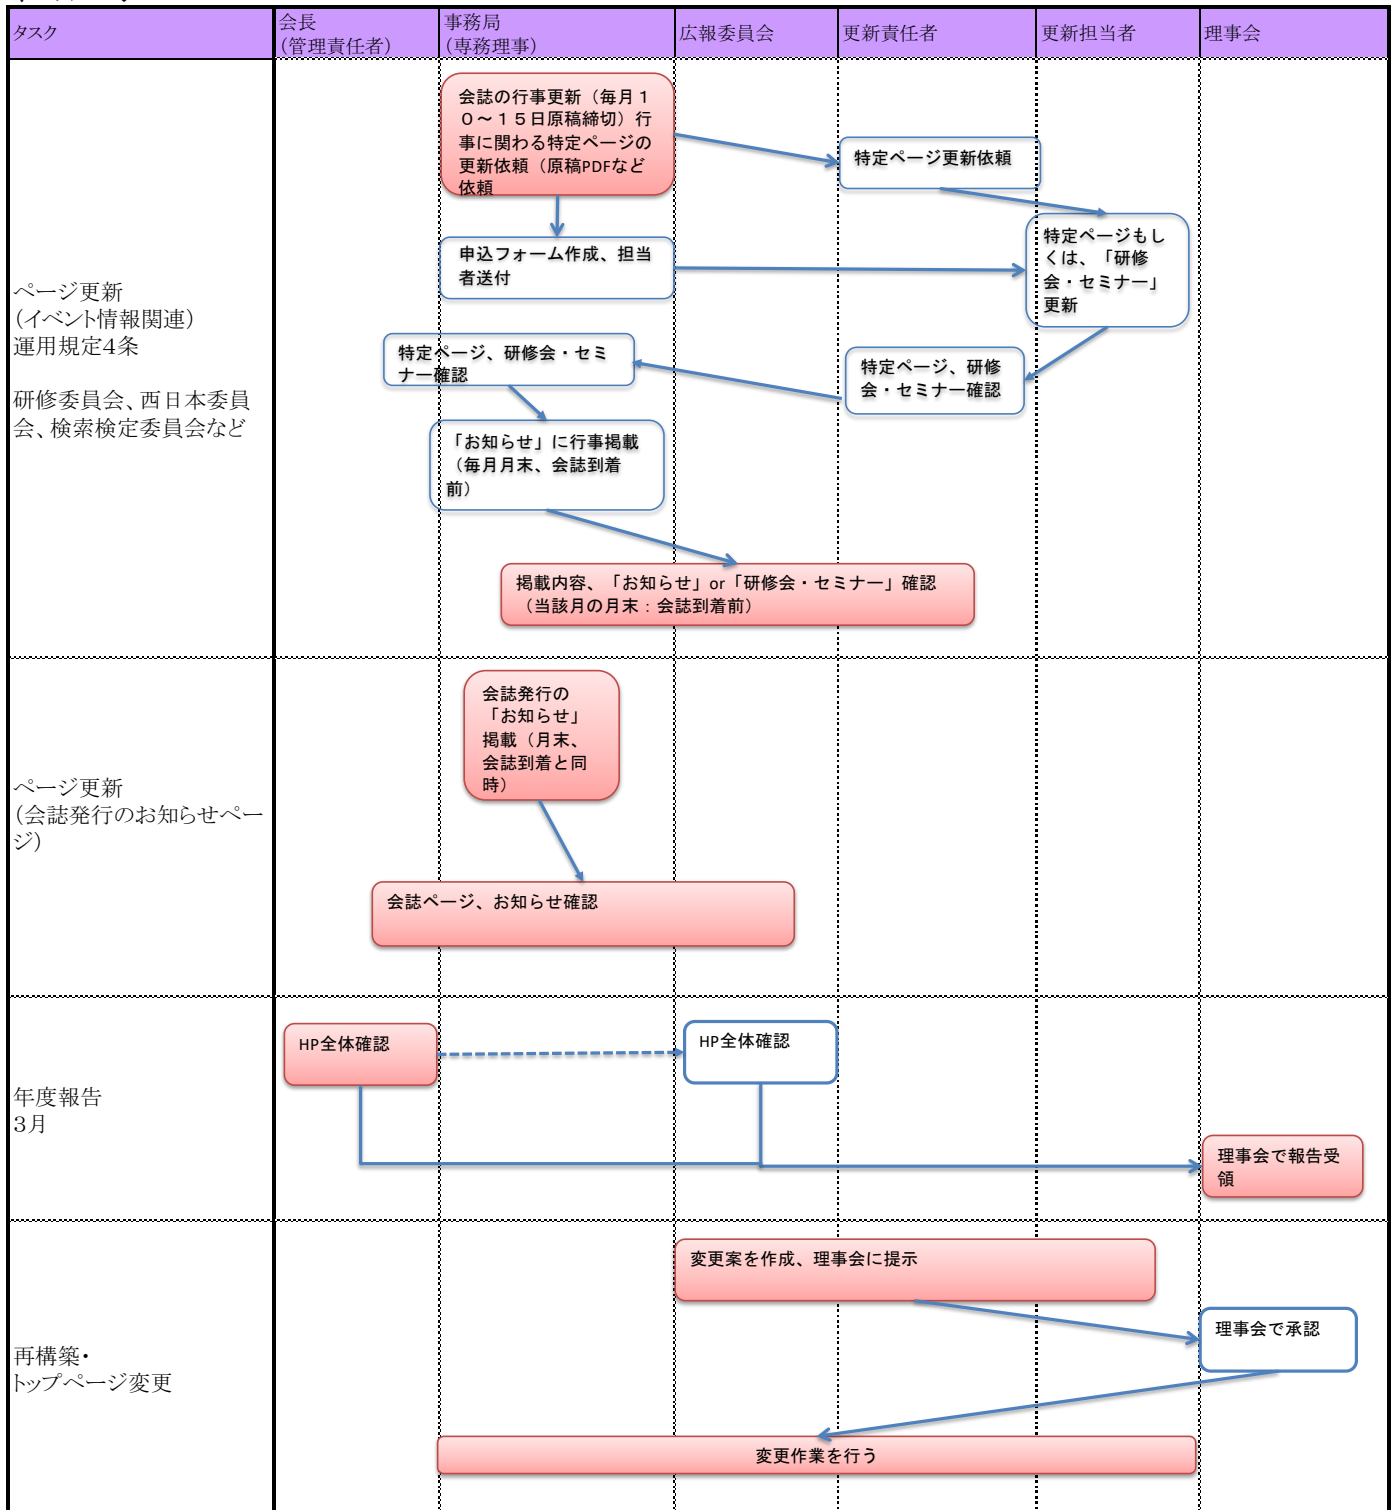 タスク
会長
（管理責任者）
事務局
（専務理事）
広報委員会
更新責任者
更新担当者
理事会
ページ更新
（イベント情報関連）
運用規定４条
研修委員会、西日本委員
会、検索検定委員会など
会誌の行事更新（毎月１
０～１５日原稿締切）行
事に関わる特定ページの
更新依頼（原稿PDFなど
依頼
特定ページ更新依頼
申込フォーム作成、担当
者送付
特定ページもし
くは、「研修
会・セミナー」
更新
特定ページ、研修会・セミ
ナー確認
特定ページ、研修
会・セミナー確認
「お知らせ」に行事掲載
（毎月月末、会誌到着
前）
掲載内容、「お知らせ」or「研修会・セミナー」確認
（当該月の月末：会誌到着前）
ページ更新
（会誌発行のお知らせペー
ジ）
会誌発行の
「お知らせ」
掲載（月末、
会誌到着と同
時）
会誌ページ、お知らせ確認
年度報告
３月
HP全体確認
HP全体確認
理事会で報告受
領
再構築・
トップページ変更
変更案を作成、理事会に提示
理事会で承認
変更作業を行う